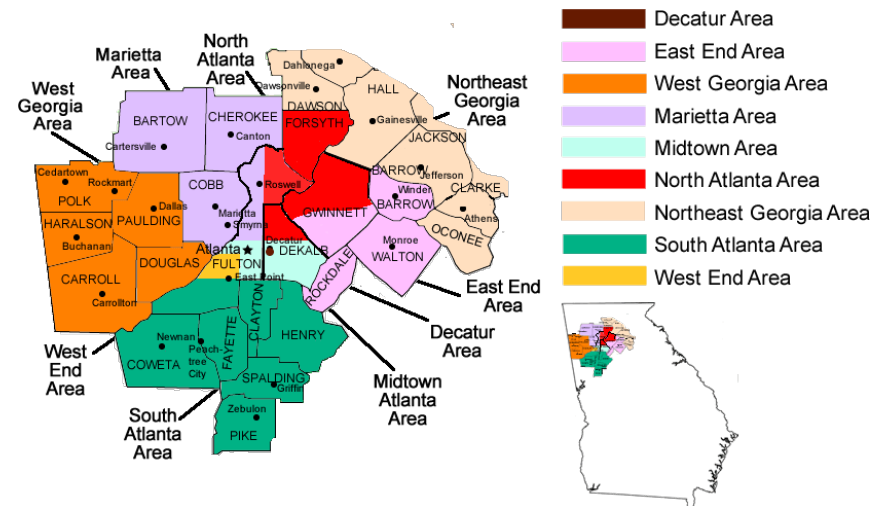 Marietta
Area
North
Atlanta
Area
West
Georgia
Area
Northeast
Georgia
Area
Dahlonega
Dawsonville
DAWSON
HALL
Gainesville
FORSYTH
BARTOW
Cartersville
CHEROKEE
Canton
JACKSON
Jefferson
BARROW
Winder
BARROW
CLARKE
Athens
OCONEE
Cedartown
Rockmart
POLK
HARALSON
Buchanan
PAULDING
Dallas
COBB
Marietta
Smyrna
Roswell
GWINNETT
Monroe
WALTON
Atlanta
FULTON
East Point
Decatur
DEKALB
ROCKDALE
DOUGLAS
CARROLL
Carrollton
CLAYTON
HENRY
FAYETTE
Newnan
COWETA
Peach-
tree
City
SPALDING
Griffin
Zebulon
PIKE
East End
Area
Decatur
Area
Midtown
Atlanta
Area
West
End
Area
South
Atlanta
Area
Decatur Area
East End Area
West Georgia Area
Marietta Area
Midtown Area
North Atlanta Area
Northeast Georgia Area
South Atlanta Area
West End Area